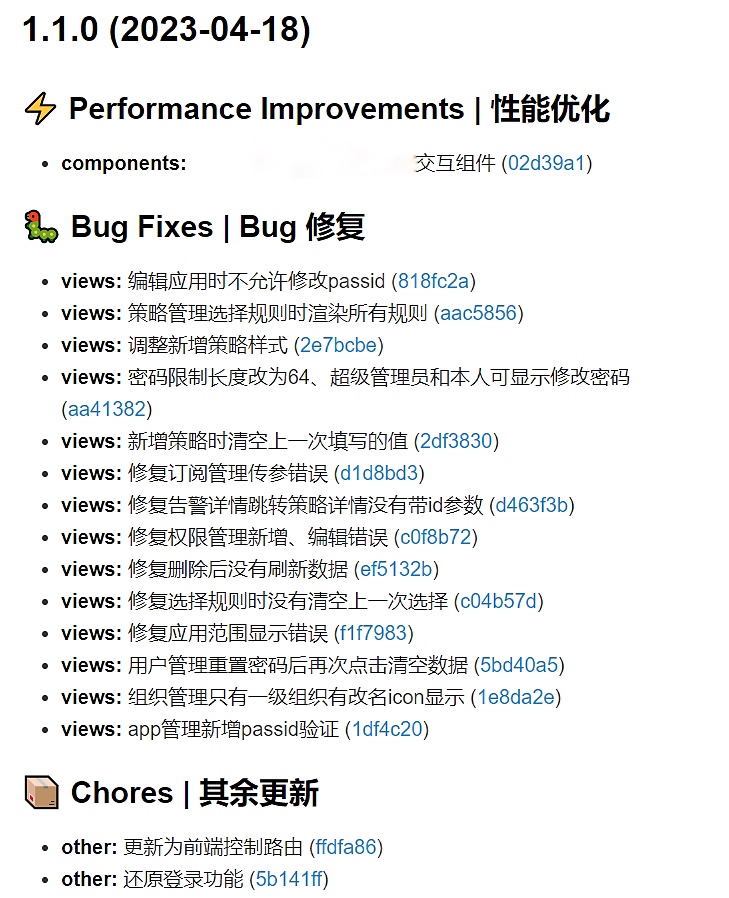 1.1.0 (2023-04-18)
Performance Improvements | 性能优化
components: 交互组件 (02d39a1)
Bug Fixes | Bug 修复
views: 编辑应用时不允许修改passid (818fc2a)
views: 策略管理选择规则时渲染所有规则 (aac5856)
views: 调整新增策略样式 (2e7bcbe)
views: 密码限制长度改为64、超级管理员和本人可显示修改密码
(aa41382)
views: 新增策略时清空上一次填写的值 (2df3830)
views: 修复订阅管理传参错误 (d1d8bd3)
views: 修复告警详情跳转策略详情没有带id参数 (d463f3b)
views: 修复权限管理新增、编辑错误 (c0f8b72)
views: 修复删除后没有刷新数据 (ef5132b)
views: 修复选择规则时没有清空上一次选择 (c04b57d)
views: 修复应用范围显示错误 (f1f7983)
views: 用户管理重置密码后再次点击清空数据 (5bd40a5)
views: 组织管理只有一级组织有改名icon显示 (1e8da2e)
views: app管理新增passid验证 (1df4c20)
Chores | 其余更新
other: 更新为前端控制路由 (ffdfa86)
other: 还原登录功能 (5b141ff)